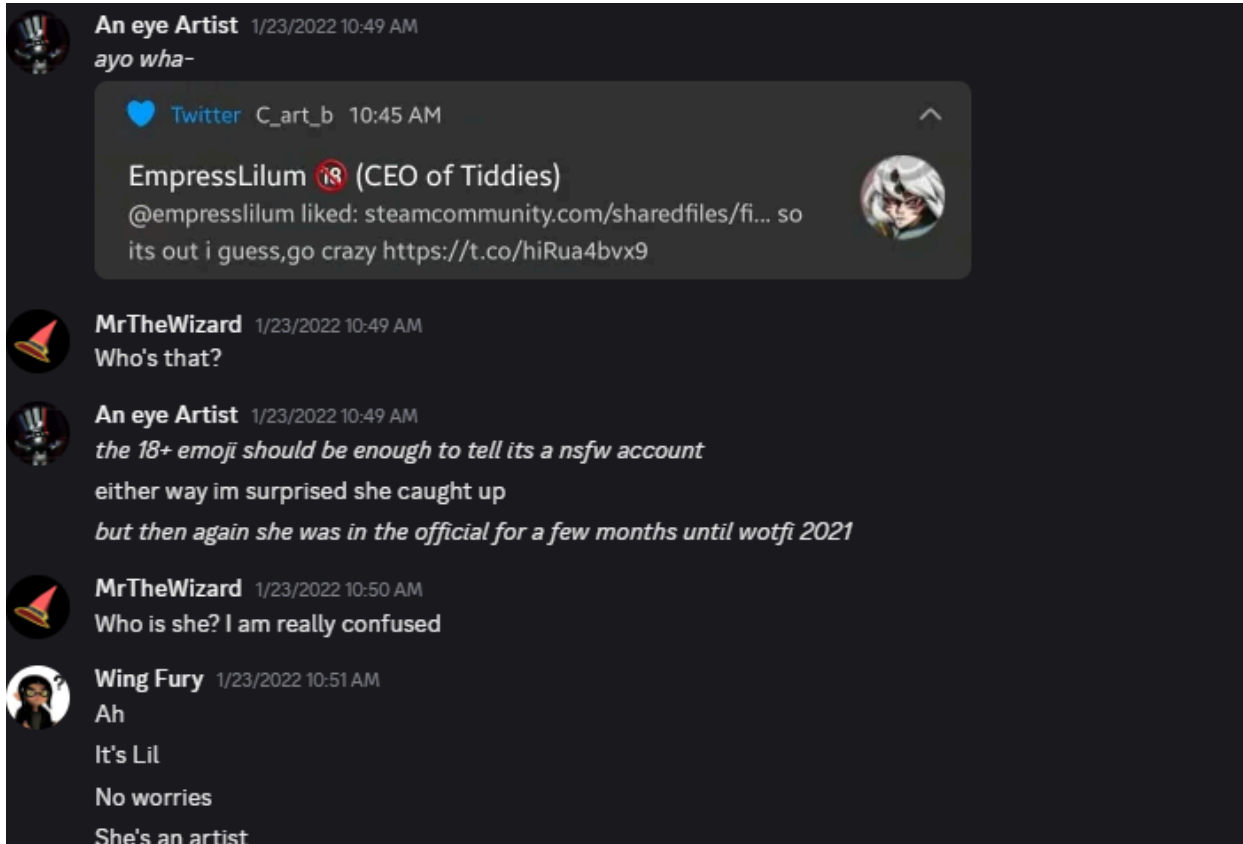 An eye Artist 1/23/2022 10:49 AM
ayo wha-
Twitter C_art_b 10:45 AM
EmpressLilum 🔞 (CEO of Tiddies)
@empresslilum liked: steamcommunity.com/sharedfiles/fi... so
its out i guess,go crazy https://t.co/hiRua4bvx9
MrTheWizard 1/23/2022 10:49 AM
Who's that?
An eye Artist 1/23/2022 10:49 AM
the 18+ emoji should be enough to tell its a nsfw account
either way im surprised she caught up
but then again she was in the official for a few months until wotfi 2021
MrTheWizard 1/23/2022 10:50 AM
Who is she? I am really confused
Wing Fury 1/23/2022 10:51 AM
Ah
It's Lil
No worries
She's an artist